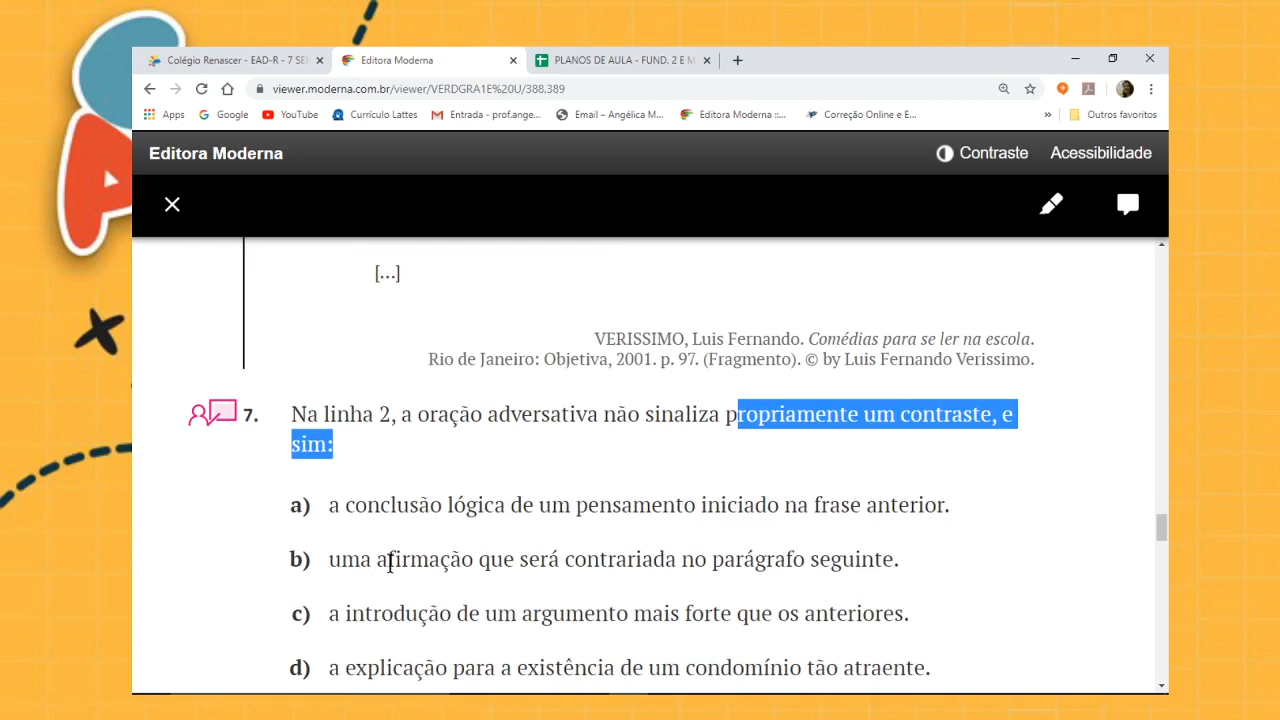 Colégio Renascer - EAD-R - 7 SE
Editora Moderna
PLANOS DE AULA - FUND. 2 E M
viewer.moderna.com.br/viewer/VERDGRA1E%20U/388.389
Apps
Google
YouTube
Currículo Lattes
Entrada - prof.ange...
Email – Angélica M...
Editora Moderna ::..
Correção Online e E...
»
Outros favoritos
Editora Moderna
Contraste
Acessibilidade
[...]
VERISSIMO, Luis Fernando. Comédias para se ler na escola.
Rio de Janeiro: Objetiva, 2001. p. 97. (Fragmento). © by Luis Fernando Verissimo.
7. Na linha 2, a oração adversativa não sinaliza propriamente um contraste, e
sim:
a) a conclusão lógica de um pensamento iniciado na frase anterior.
b) uma afirmação que será contrariada no parágrafo seguinte.
c) a introdução de um argumento mais forte que os anteriores.
d) a explicação para a existência de um condomínio tão atraente.